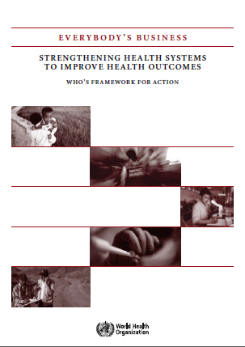 EVERYBODY'S BUSINESS
STRENGTHENING HEALTH SYSTEMS
TO IMPROVE HEALTH OUTCOMES
WHO'S FRAMEWORK FOR ACTION
World Health
Organization